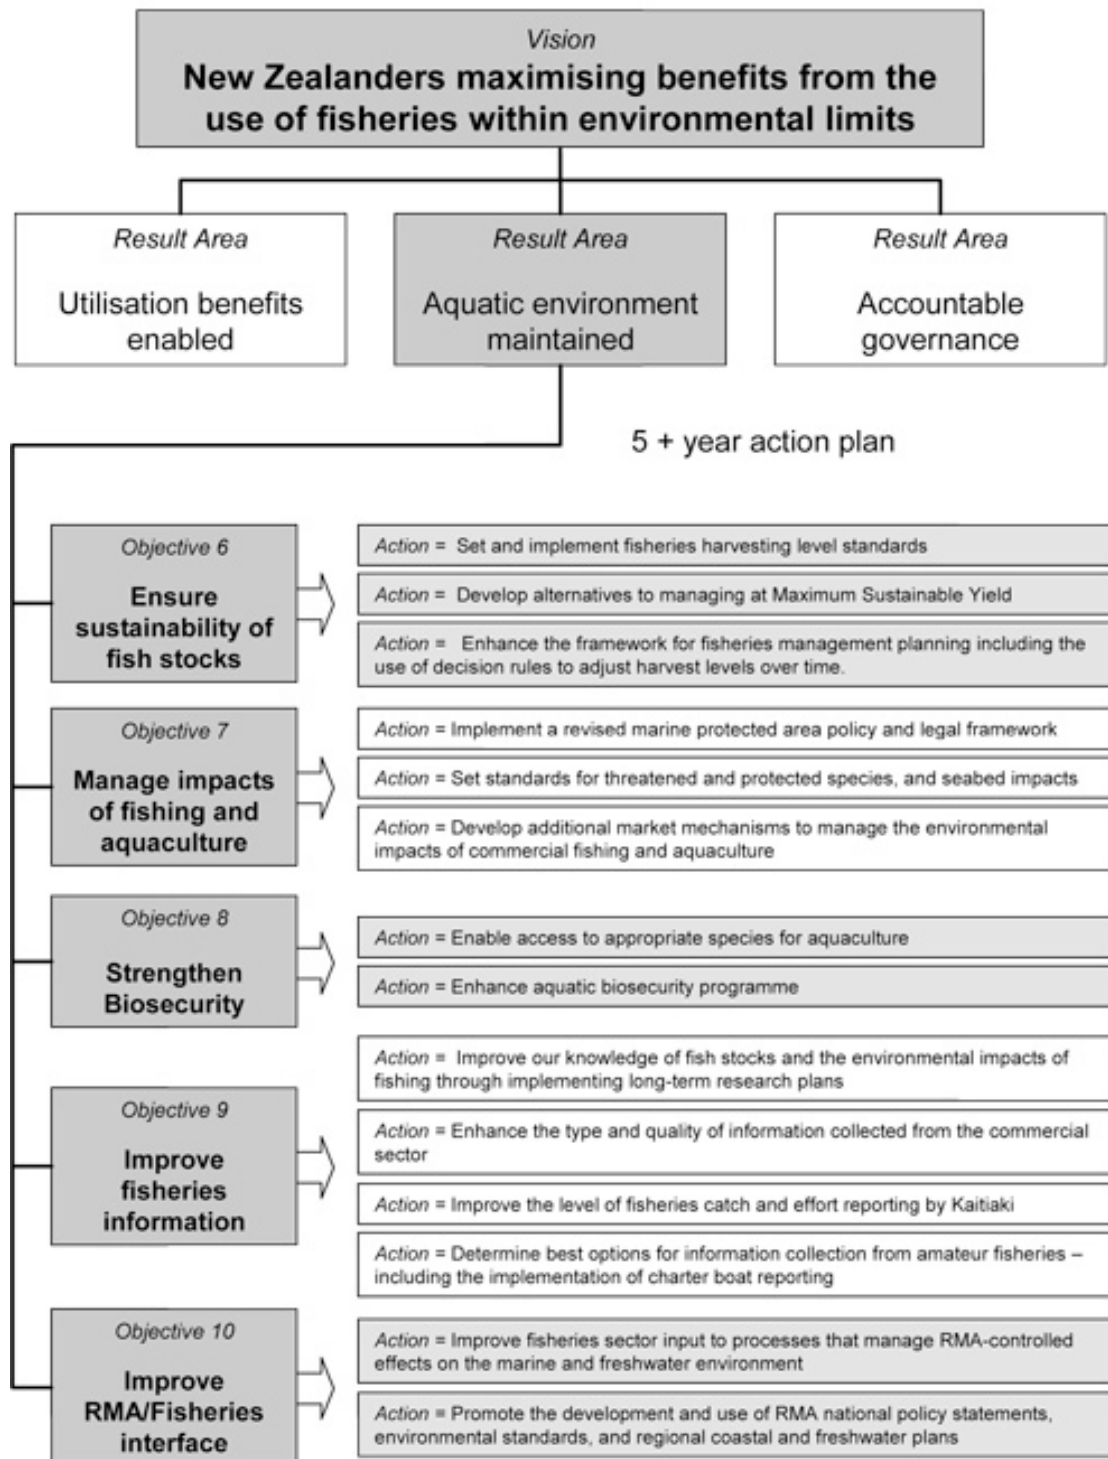 Vision
New Zealanders maximising benefits from the
use of fisheries within environmental limits
Result Area
Utilisation benefits
enabled
Result Area
Aquatic environment
maintained
Result Area
Accountable
governance
5 + year action plan
Objective 6
Ensure
sustainability of
fish stocks
Action = Set and implement fisheries harvesting level standards
Action = Develop alternatives to managing at Maximum Sustainable Yield
Action = Enhance the framework for fisheries management planning including the
use of decision rules to adjust harvest levels over time.
Objective 7
Manage impacts
of fishing and
aquaculture
Action = Implement a revised marine protected area policy and legal framework
Action = Set standards for threatened and protected species, and seabed impacts
Action = Develop additional market mechanisms to manage the environmental
impacts of commercial fishing and aquaculture
Objective 8
Strengthen
Biosecurity
Action = Enable access to appropriate species for aquaculture
Action = Enhance aquatic biosecurity programme
Objective 9
Improve
fisheries
information
Action = Improve our knowledge of fish stocks and the environmental impacts of
fishing through implementing long-term research plans
Action = Enhance the type and quality of information collected from the commercial
sector
Action = Improve the level of fisheries catch and effort reporting by Kaitiaki
Action = Determine best options for information collection from amateur fisheries –
including the implementation of charter boat reporting
Objective 10
Improve
RMA/Fisheries
interface
Action = Improve fisheries sector input to processes that manage RMA-controlled
effects on the marine and freshwater environment
Action = Promote the development and use of RMA national policy statements,
environmental standards, and regional coastal and freshwater plans